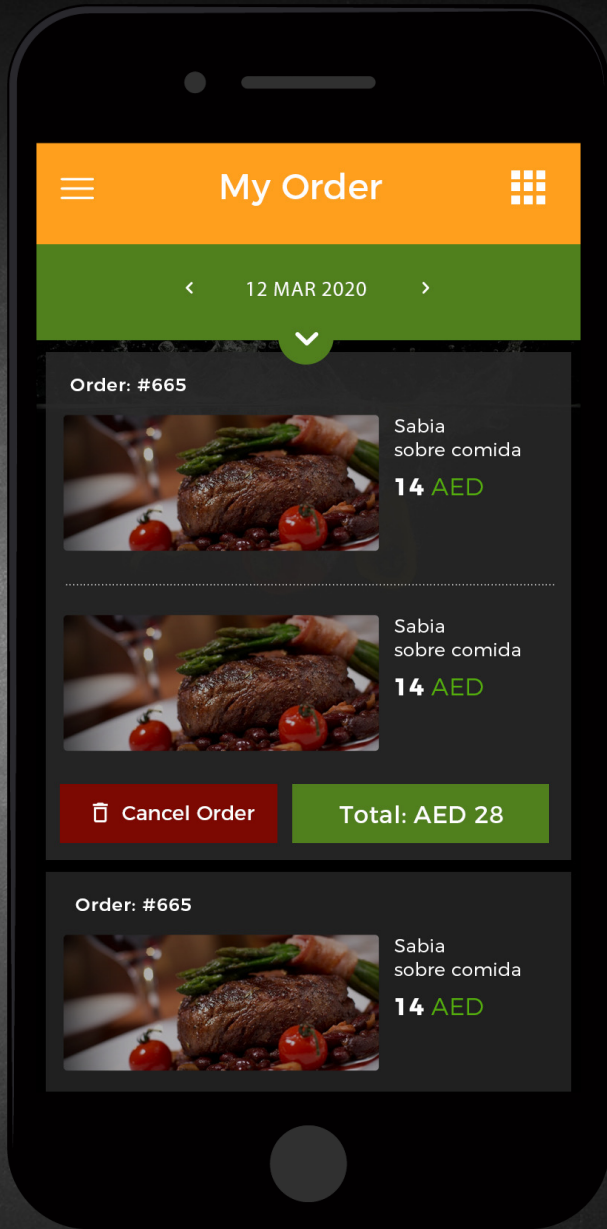 My Order
12 MAR 2020
Order: #665
Sabia
sobre comida
14 AED
Sabia
sobre comida
14 AED
Cancel Order
Total: AED 28
Order: #665
Sabia
sobre comida
14 AED